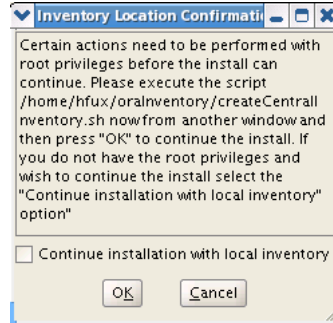 Inventory Location Confirmati
Certain actions need to be performed with
root privileges before the install can
continue. Please execute the script
/home/hfux/oraInventory/createCentralI
nventory.sh now from another window and
then press "OK" to continue the install. If
you do not have the root privileges and
wish to continue the install select the
"Continue installation with local inventory"
option"
Continue installation with local inventory
OK
Cancel